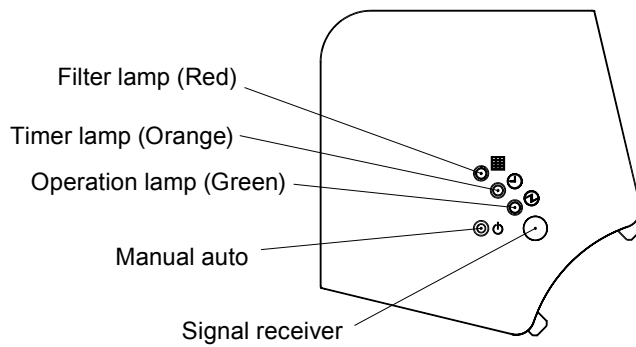 Filter lamp (Red)
Timer lamp (Orange)
Operation lamp (Green)
Manual auto
Signal receiver